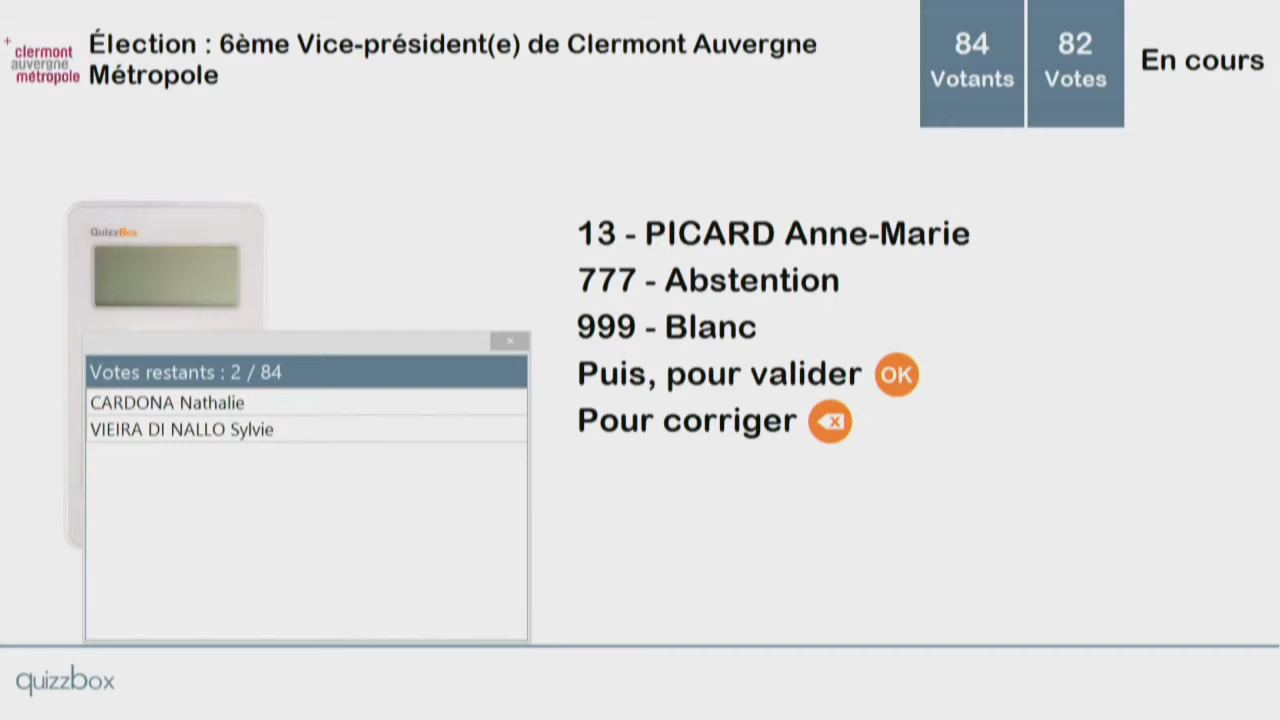 clermont
auvergne
métropole
Élection : 6ème Vice-président(e) de Clermont Auvergne
Métropole
84
Votants
82
Votes
En cours
QuizzBox
13 - PICARD Anne-Marie
777 - Abstention
999 - Blanc
Puis, pour valider OK
Pour corriger
Votes restants : 2 / 84
CARDONA Nathalie
VIEIRA DI NALLO Sylvie
quizzbox